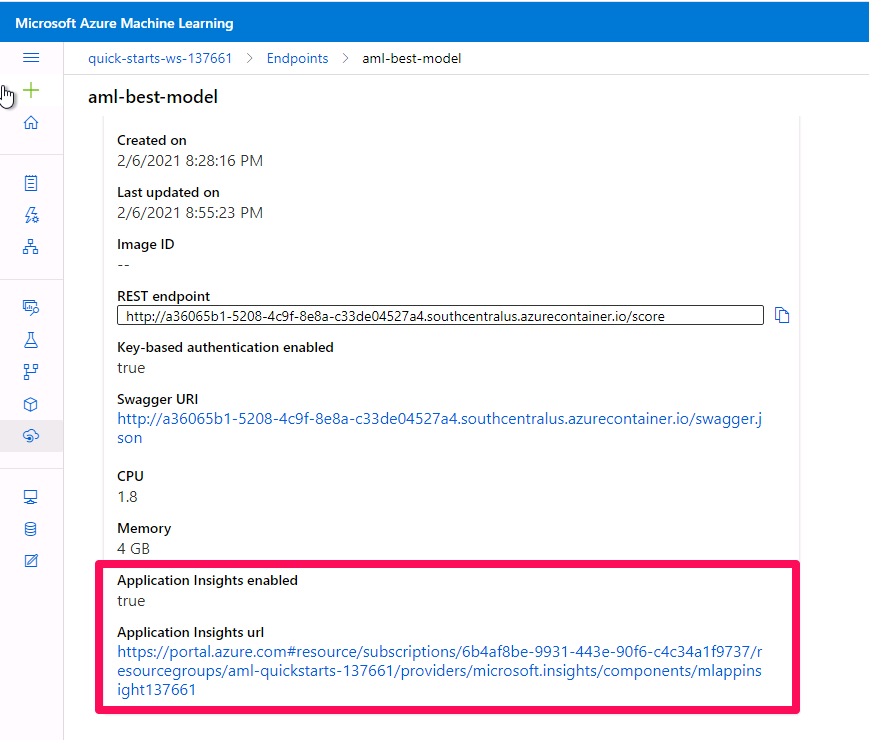 Microsoft Azure Machine Learning
quick-starts-ws-137661 > Endpoints > aml-best-model
aml-best-model
Created on
2/6/2021 8:28:16 PM
Last updated on
2/6/2021 8:55:23 PM
Image ID
--
REST endpoint
http://a36065b1-5208-4c9f-8e8a-c33de04527a4.southcentralus.azurecontainer.io/score
Key-based authentication enabled
true
Swagger URI
http://a36065b1-5208-4c9f-8e8a-c33de04527a4.southcentralus.azurecontainer.io/swagger.j
son
CPU
1.8
Memory
4 GB
Application Insights enabled
true
Application Insights url
https://portal.azure.com#resource/subscriptions/6b4af8be-9931-443e-90f6-c4c34a1f9737/r
esourcegroups/aml-quickstarts-137661/providers/microsoft.insights/components/mlappins
ight137661